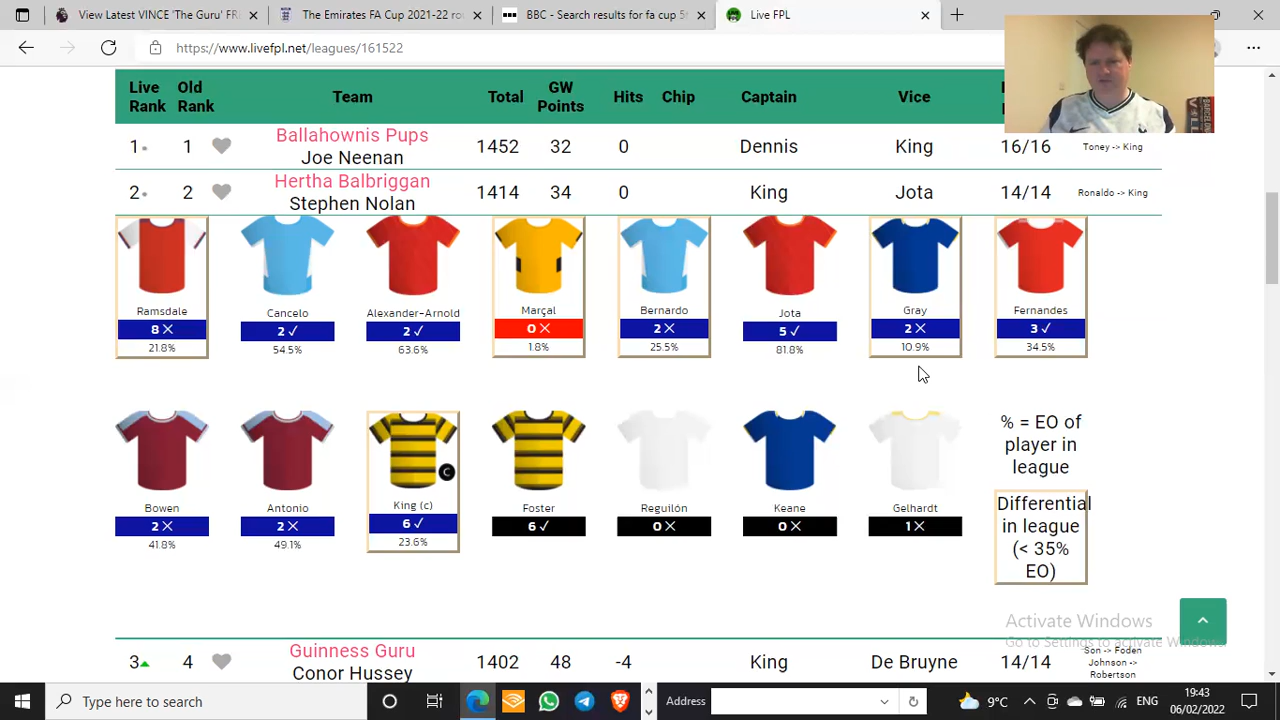 View Latest VINCE 'The Guru' FR
The Emirates FA Cup 2021-22 ro
BBC - Search results for fa cup 5t
Live FPL
https://www.livefpl.net/leagues/161522
Live Rank
Old Rank
Team
Total
GW Points
Hits
Chip
Captain
Vice
1 1 Ballahownis Pups 1452 32 0 Dennis King 16/16 Toney -> King
Joe Neenan
2 2 Hertha Balbriggan 1414 34 0 King Jota 14/14 Ronaldo -> King
Stephen Nolan
Ramsdale Cancelo Alexander-Arnold Marçal Bernardo Jota Gray Fernandes
8 ✕ 2 ✓ 2 ✓ 0 ✕ 2 ✕ 5 ✓ 2 ✕ 3 ✓
21.8% 54.5% 63.6% 1.8% 25.5% 81.8% 10.9% 34.5%
Bowen Antonio King (c) Foster Reguilón Keane Gelhardt
2 ✕ 2 ✕ 6 ✓ 6 ✓ 0 ✕ 0 ✕ 1 ✕
41.8% 49.1% 23.6%
C
% = EO of
player in
league
Differential
in league
(< 35%
EO)
Activate Windows
Go to Settings to activate Windows.
3 4 Guinness Guru 1402 48 -4 King De Bruyne 14/14
Conor Hussey
Son -> Foden
Johnson ->
Robertson
Type here to search
Address
9°C
ENG
19:43
06/02/2022